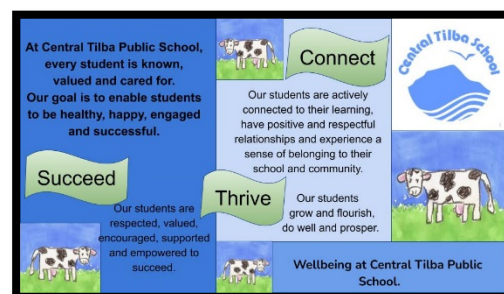 At Central Tilba Public School,
every student is known,
valued and cared for.
Our goal is to enable students
to be healthy, happy, engaged
and successful.
Connect
Our students are actively
connected to their learning,
have positive and respectful
relationships and experience a
sense of belonging to their
school and community.
Central Tilba School
Succeed
Our students are
respected, valued,
encouraged, supported
and empowered to
succeed.
Thrive
Our students
grow and flourish,
do well and prosper.
Wellbeing at Central Tilba Public
School.